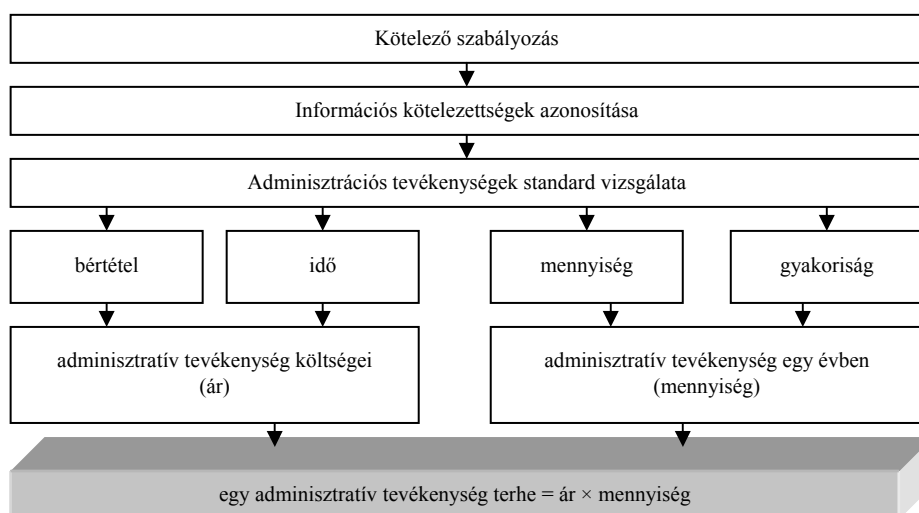 Kötelező szabályozás
Információs kötelezettségek azonosítása
Adminisztrációs tevékenységek standard vizsgálata
bértétel
idő
mennyiség
gyakoriság
adminisztratív tevékenység költségei
(ár)
adminisztratív tevékenység egy évben
(mennyiség)
egy adminisztratív tevékenység terhe = ár × mennyiség